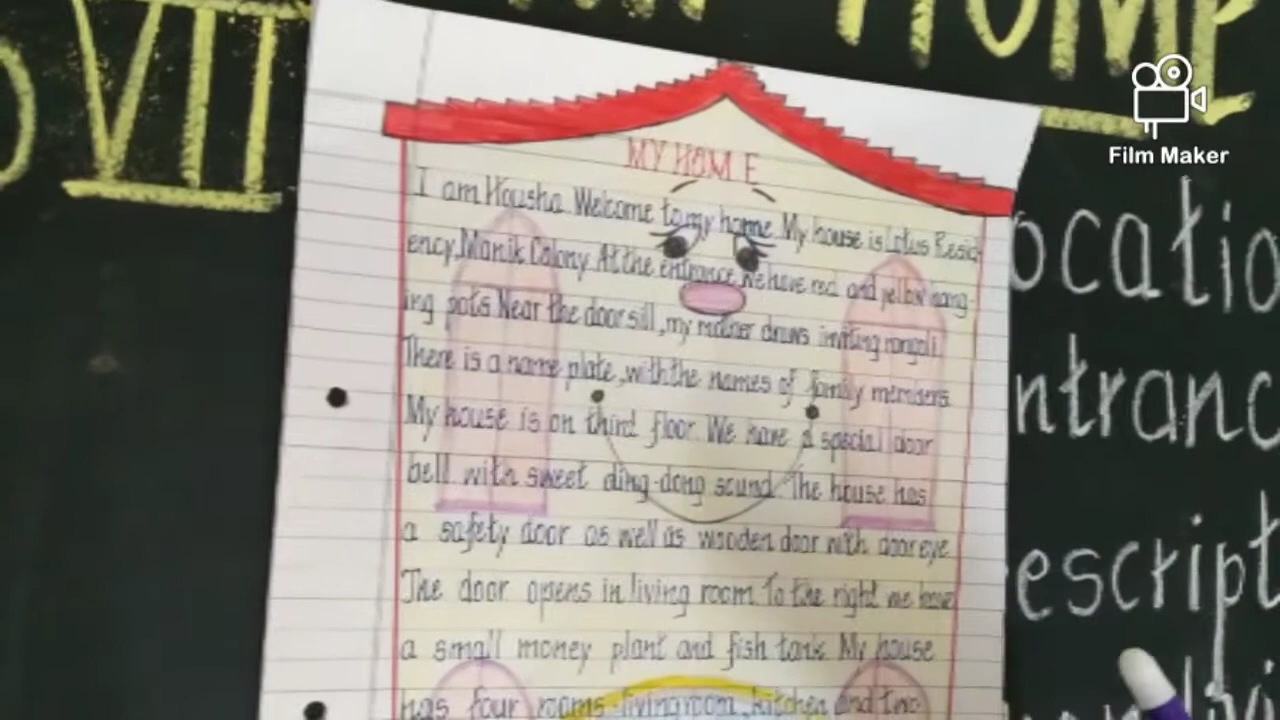 VII
HOME
Film Maker
MY HOME
I am Housha. Welcome to my home. My house is Lotus Resid-
ency, Manik Colony. At the entrance we have red and yellow hang-
ing pots. Near the door sill, my mother draws inviting rangoli.
There is a name plate, with the names of family members.
My house is on third floor. We have a special door
bell with sweet ding-dong sound. The house has
a safety door as well as wooden door with door eye.
The door opens in living room. To the right we have
a small money plant and fish tank. My house
has four rooms - living room, kitchen and two
ocatio
ntranc
escript